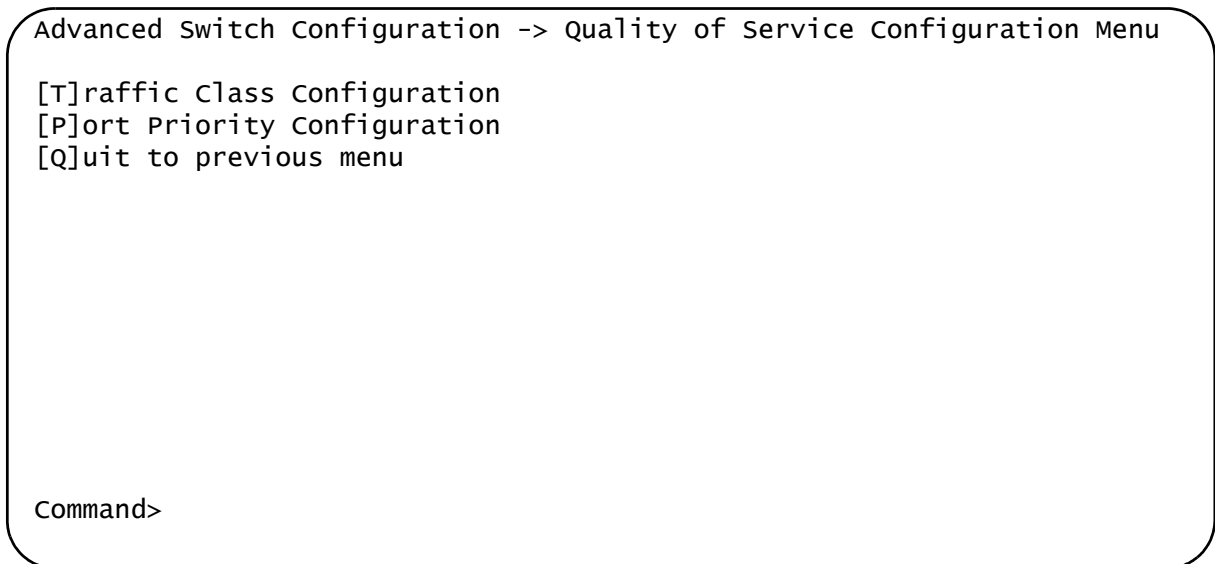 Advanced Switch Configuration -> Quality of Service Configuration Menu
[T]raffic Class Configuration
[P]ort Priority Configuration
[Q]uit to previous menu
Command>